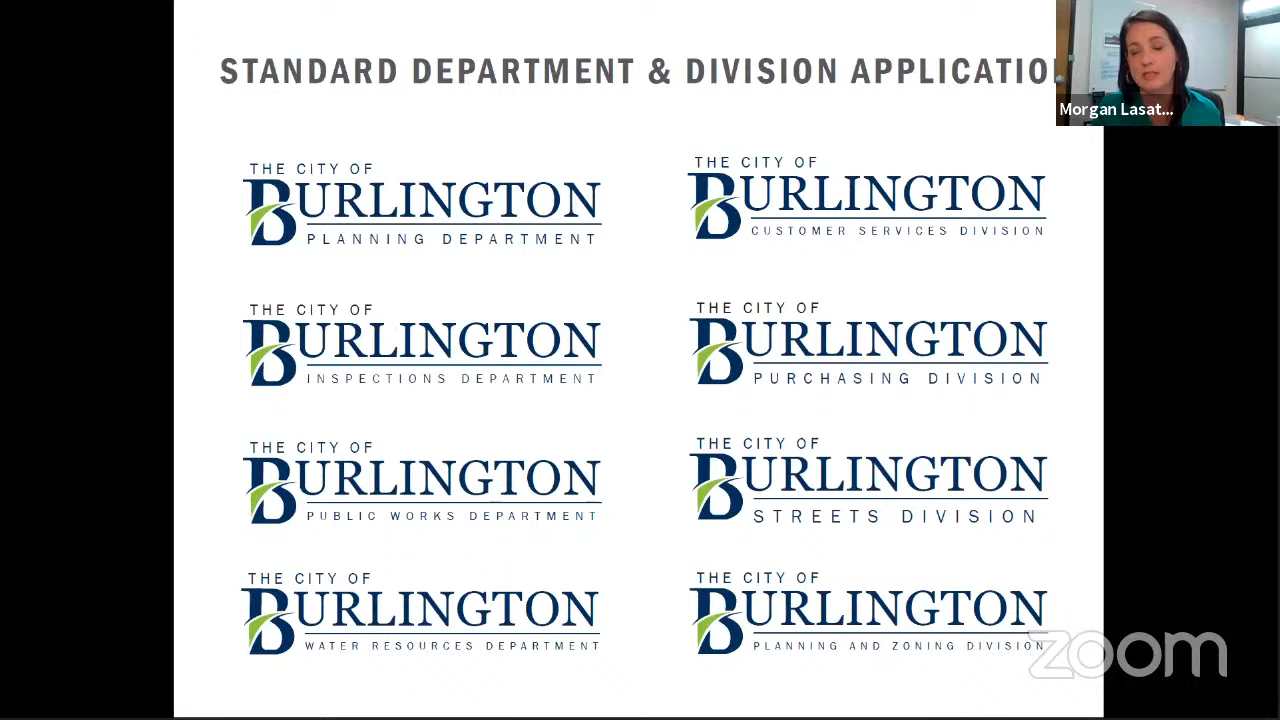 STANDARD DEPARTMENT & DIVISION APPLICATIO
Morgan Lasat...
THE CITY OF
BURLINGTON
PLANNING DEPARTMENT
THE CITY OF
BURLINGTON
CUSTOMER SERVICES DIVISION
THE CITY OF
BURLINGTON
INSPECTIONS DEPARTMENT
THE CITY OF
BURLINGTON
PURCHASING DIVISION
THE CITY OF
BURLINGTON
PUBLIC WORKS DEPARTMENT
THE CITY OF
BURLINGTON
STREETS DIVISION
THE CITY OF
BURLINGTON
WATER RESOURCES DEPARTMENT
THE CITY OF
BURLINGTON
PLANNING AND ZONING DIVISION
zoom